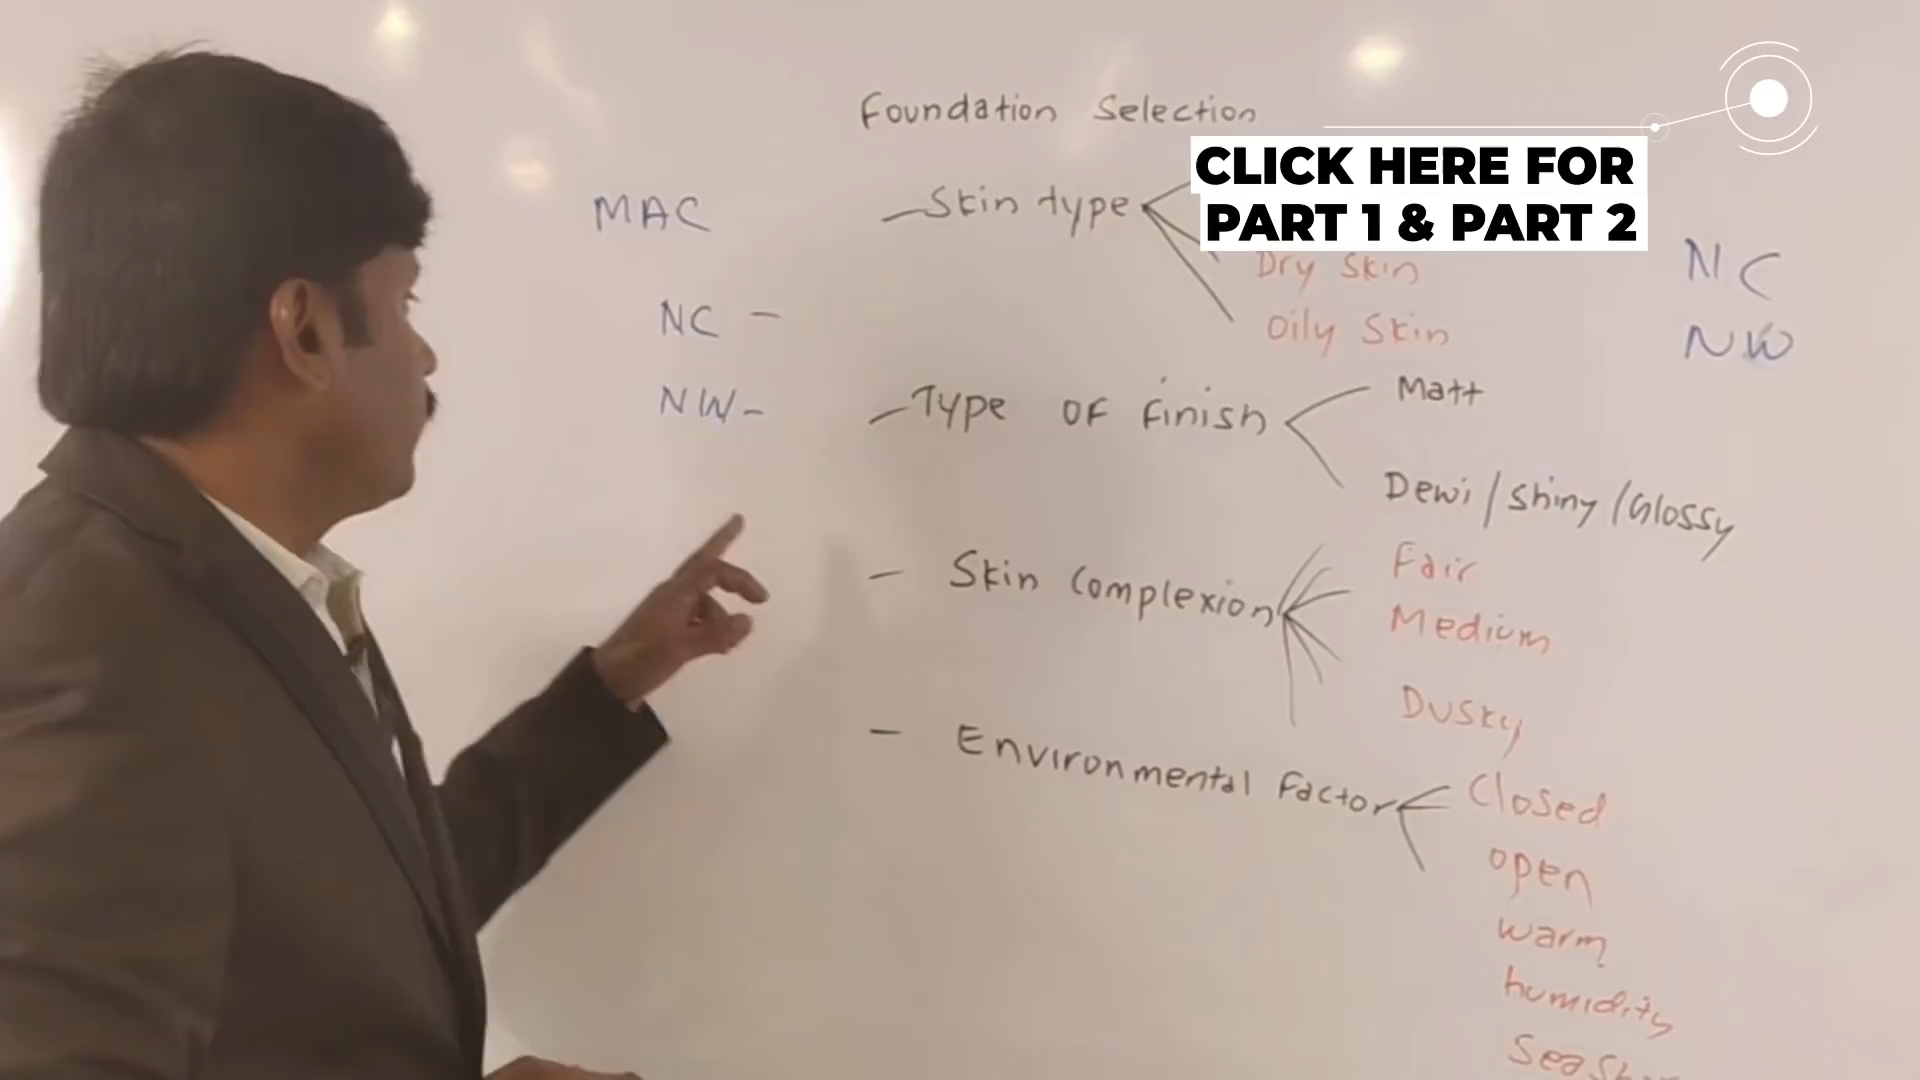 Foundation Selection
CLICK HERE FOR
PART 1 & PART 2
MAC
- Skin type
Dry Skin
Oily Skin
NC -
NW -
NC
NW
- Type OF finish
Matt
Dewi / Shiny / Glossy
- Skin Complexion
Fair
Medium
Dusky
- Environmental Factor
Closed
open
warm
humidity